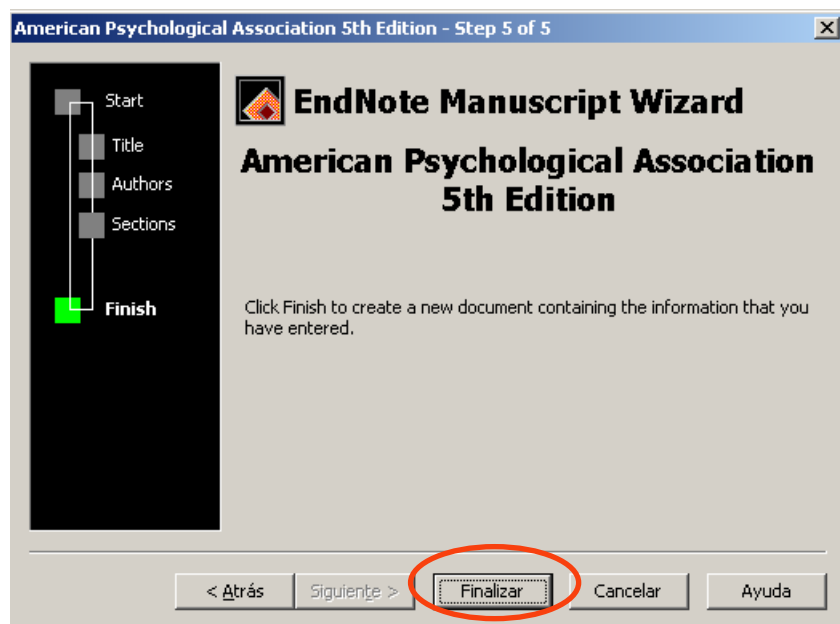 American Psychological Association 5th Edition - Step 5 of 5
Start
Title
Authors
Sections
Finish
EndNote Manuscript Wizard
American Psychological Association
5th Edition
Click Finish to create a new document containing the information that you
have entered.
< Atrás
Siguiente >
Finalizar
Cancelar
Ayuda